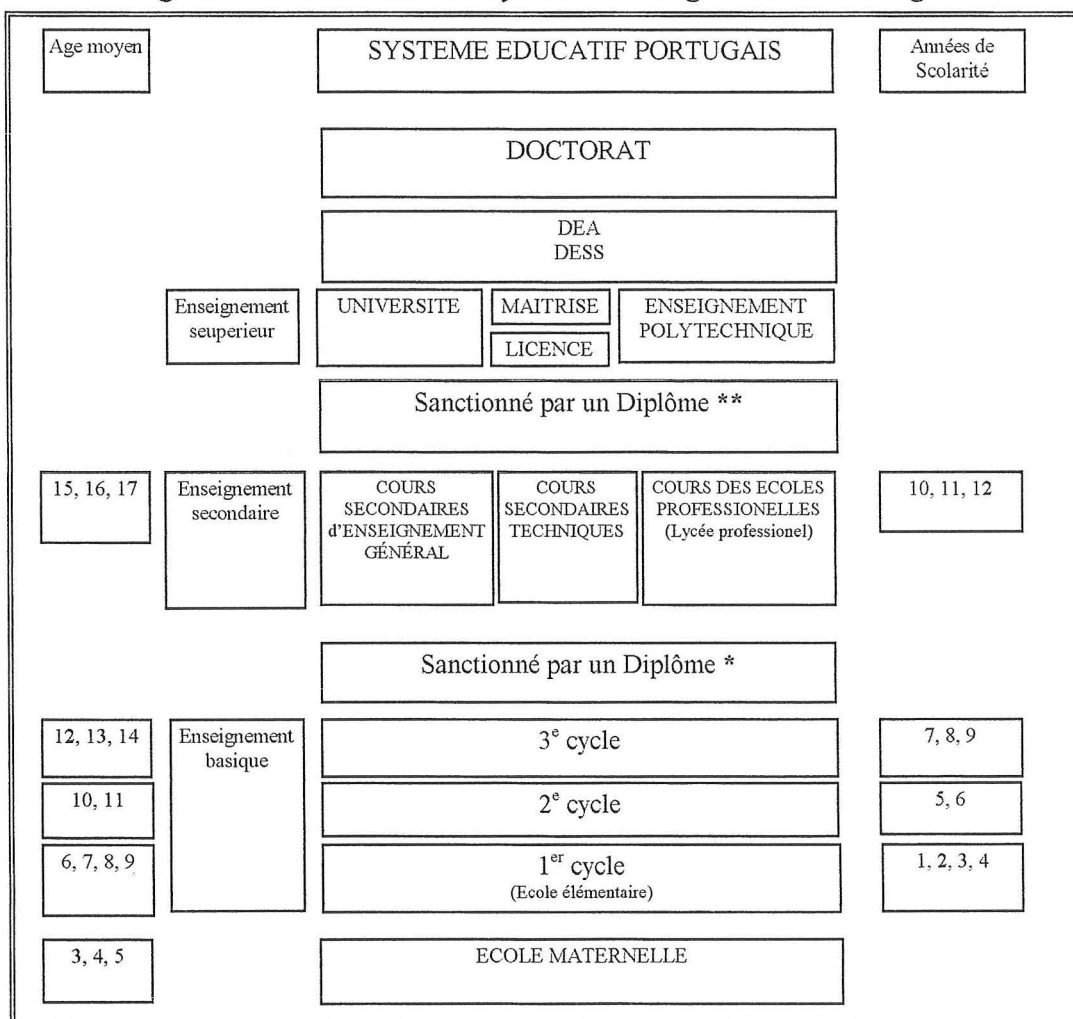 Age moyen
SYSTEME EDUCATIF PORTUGAIS
Années de
Scolarité
DOCTORAT
DEA
DESS
Enseignement
seuperieur
UNIVERSITE
MAITRISE
LICENCE
ENSEIGNEMENT
POLYTECHNIQUE
Sanctionné par un Diplôme **
15, 16, 17
Enseignement
secondaire
COURS
SECONDAIRES
d'ENSEIGNEMENT
GÉNÉRAL
COURS
SECONDAIRES
TECHNIQUES
COURS DES ECOLES
PROFESSIONELLES
(Lycée professionel)
10, 11, 12
Sanctionné par un Diplôme *
12, 13, 14
Enseignement
basique
3e cycle
7, 8, 9
10, 11
2e cycle
5, 6
6, 7, 8, 9
1er cycle
(Ecole élémentaire)
1, 2, 3, 4
3, 4, 5
ECOLE MATERNELLE